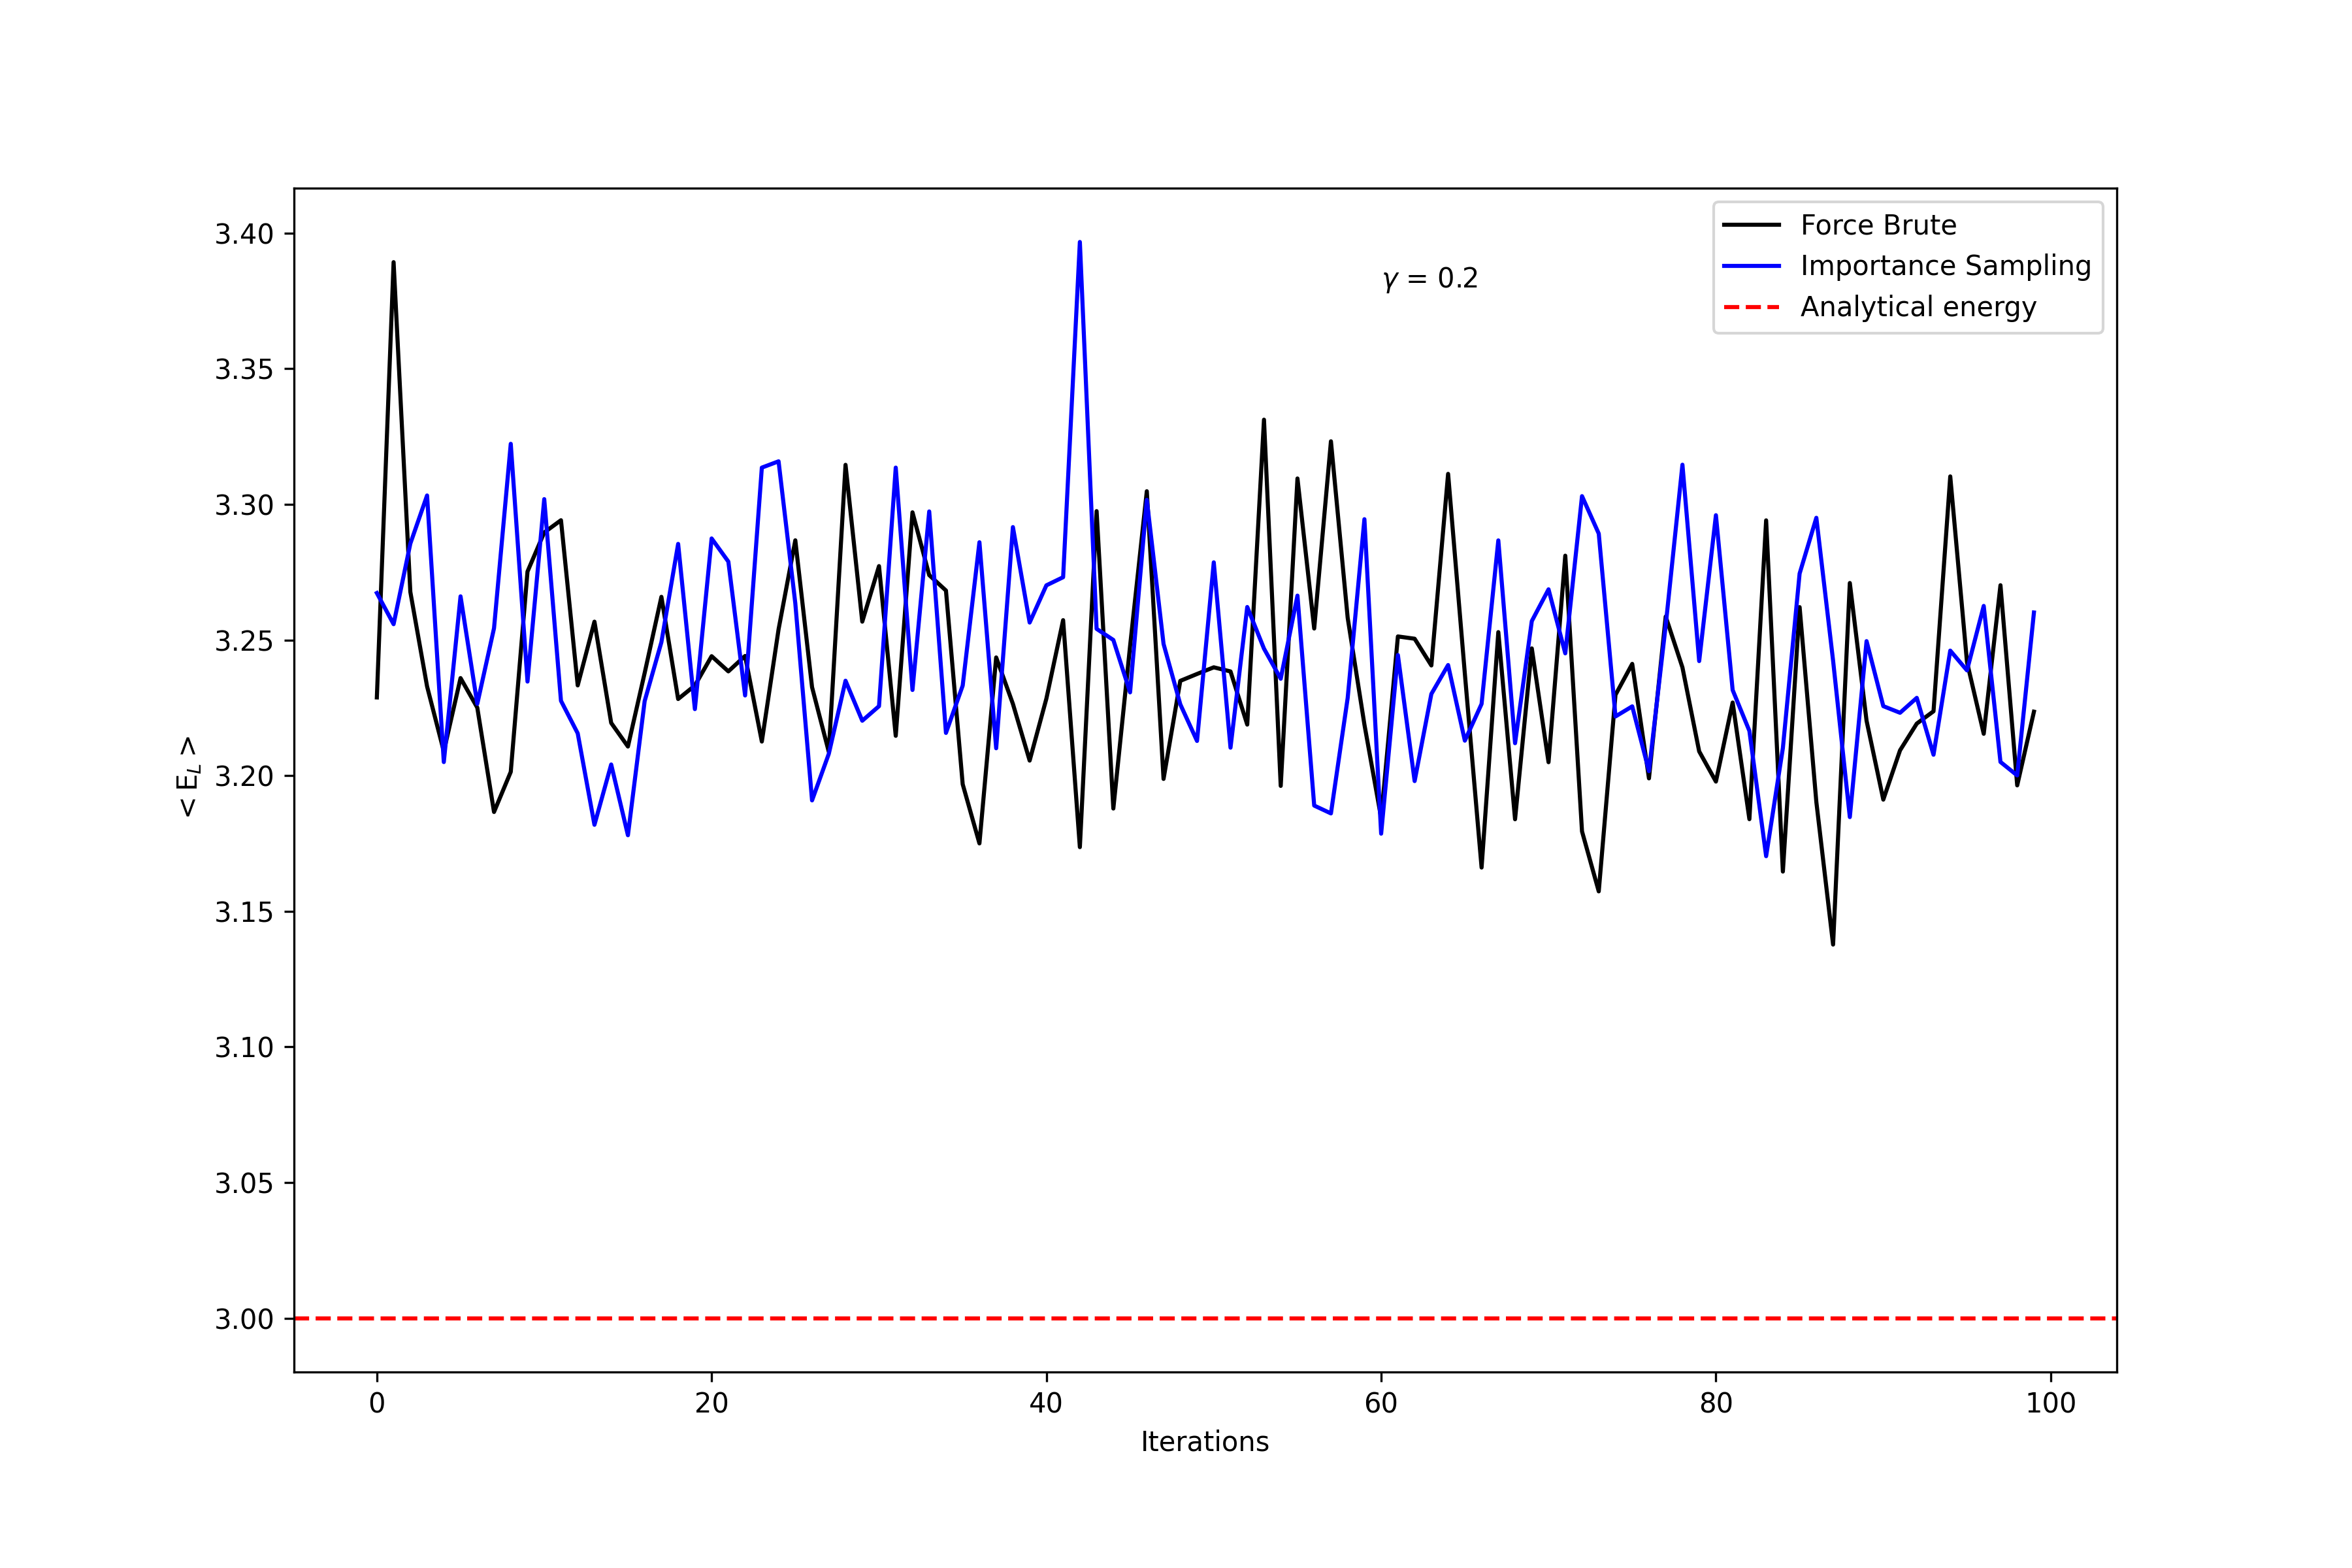 Force Brute
Importance Sampling
Analytical energy
γ = 0.2
3.40
3.35
3.30
3.25
3.20
3.15
3.10
3.05
3.00
< E_L >
0 20 40 60 80 100
Iterations